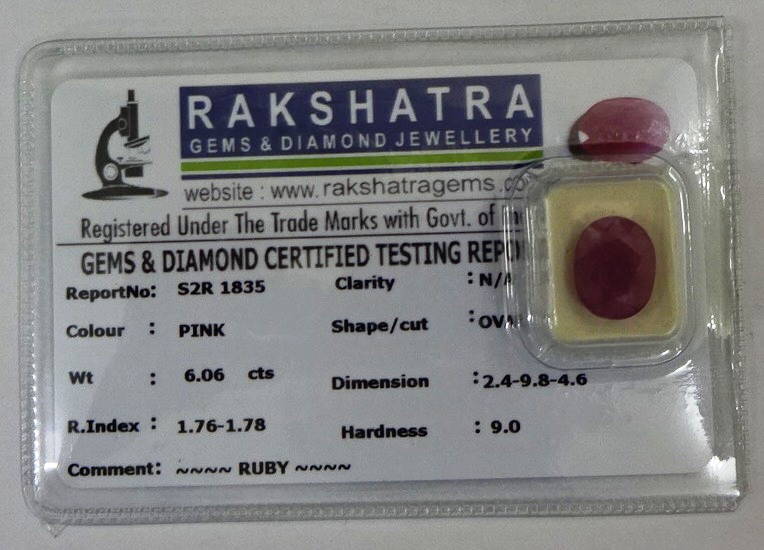 RAKSHATRA
GEMS & DIAMOND JEWELLERY
website : www.rakshatragems.co
Registered Under The Trade Marks with Govt. of
GEMS & DIAMOND CERTIFIED TESTING REPO
ReportNo: S2R 1835 Clarity : N/A
Colour : PINK Shape/cut : OVA
Wt : 6.06 cts Dimension : 2.4-9.8-4.6
R.Index : 1.76-1.78 Hardness : 9.0
Comment: ~~~~ RUBY ~~~~